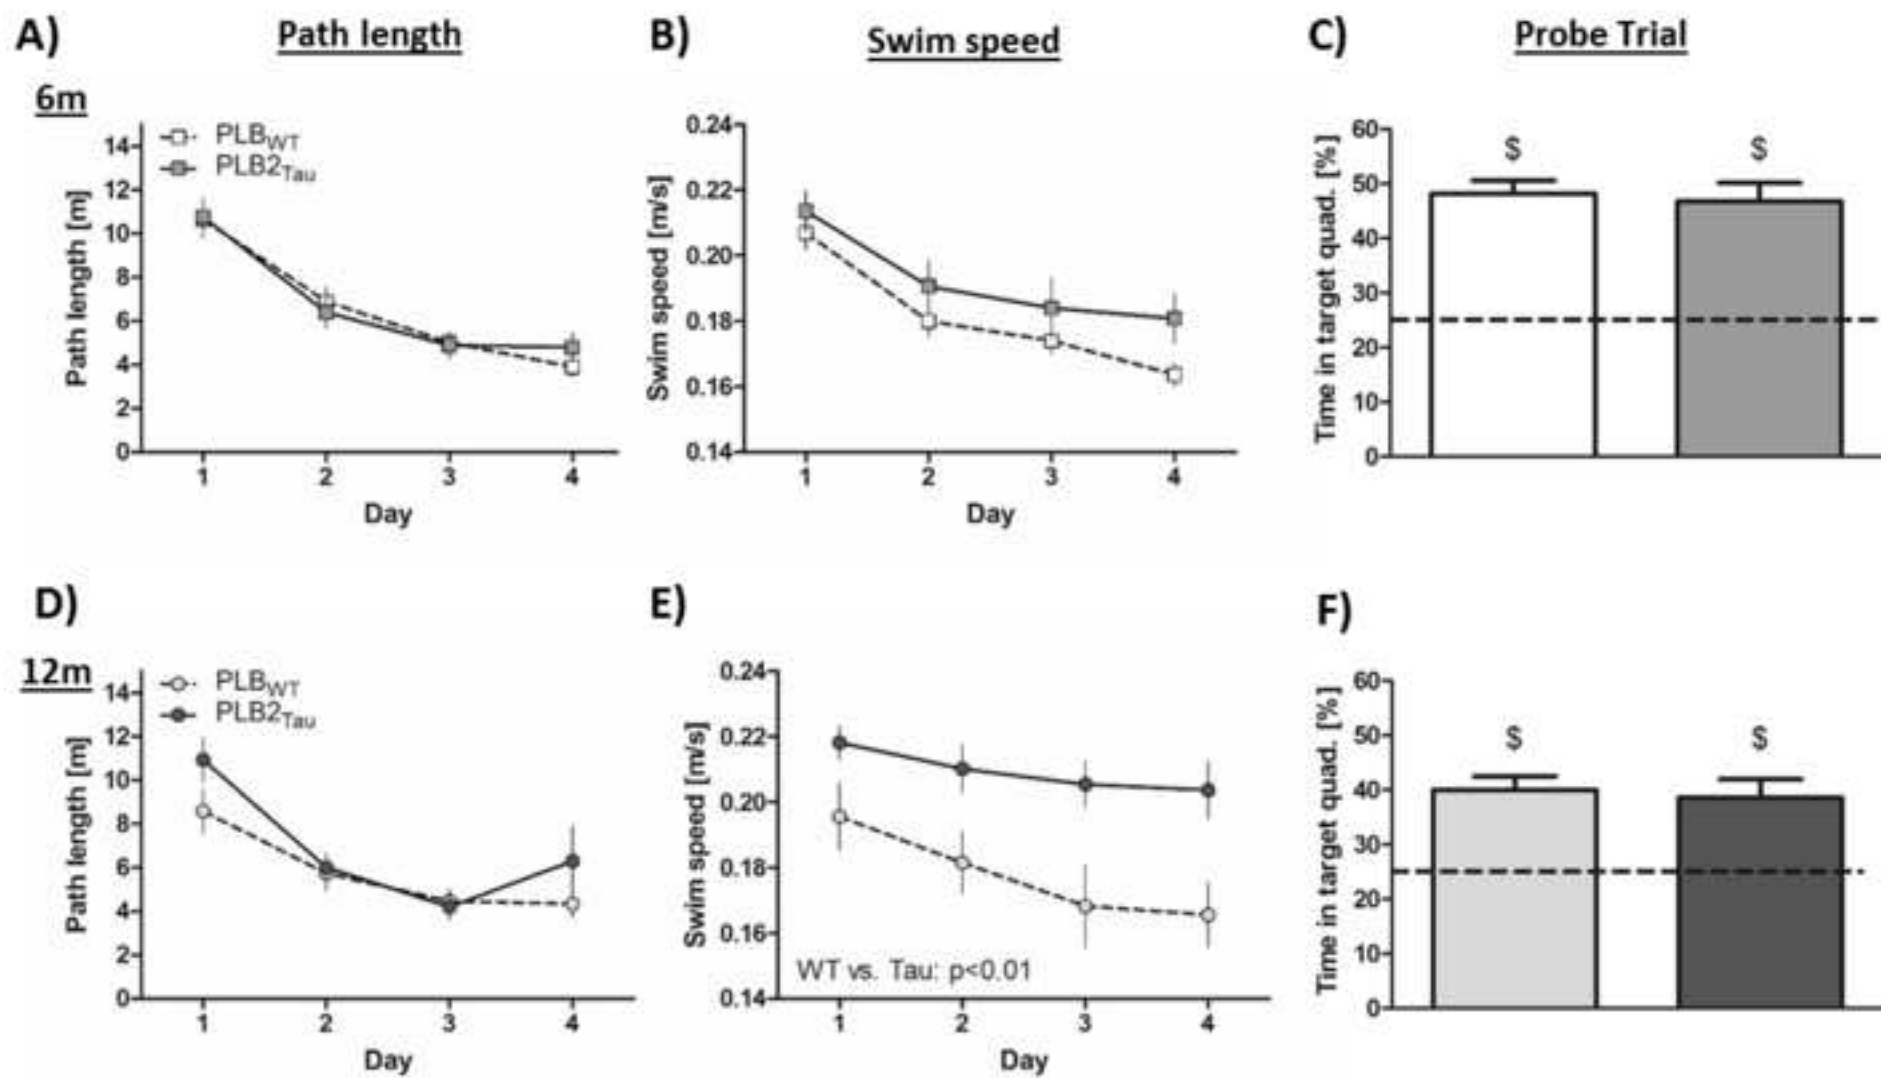 A)
Path length
B)
Swim speed
C)
Probe Trial
6m
PLBWT
PLB2Tau
14
12
10
8
6
4
2
0
Path length [m]
1 2 3 4
Day
0.24
0.22
0.20
0.18
0.16
0.14
Swim speed [m/s]
1 2 3 4
Day
60
50
40
30
20
10
0
Time in target quad. [%]
$ $
D)
E)
F)
12m
PLBWT
PLB2Tau
14
12
10
8
6
4
2
0
Path length [m]
1 2 3 4
Day
0.24
0.22
0.20
0.18
0.16
0.14
Swim speed [m/s]
WT vs. Tau: p<0.01
1 2 3 4
Day
60
50
40
30
20
10
0
Time in target quad. [%]
$ $